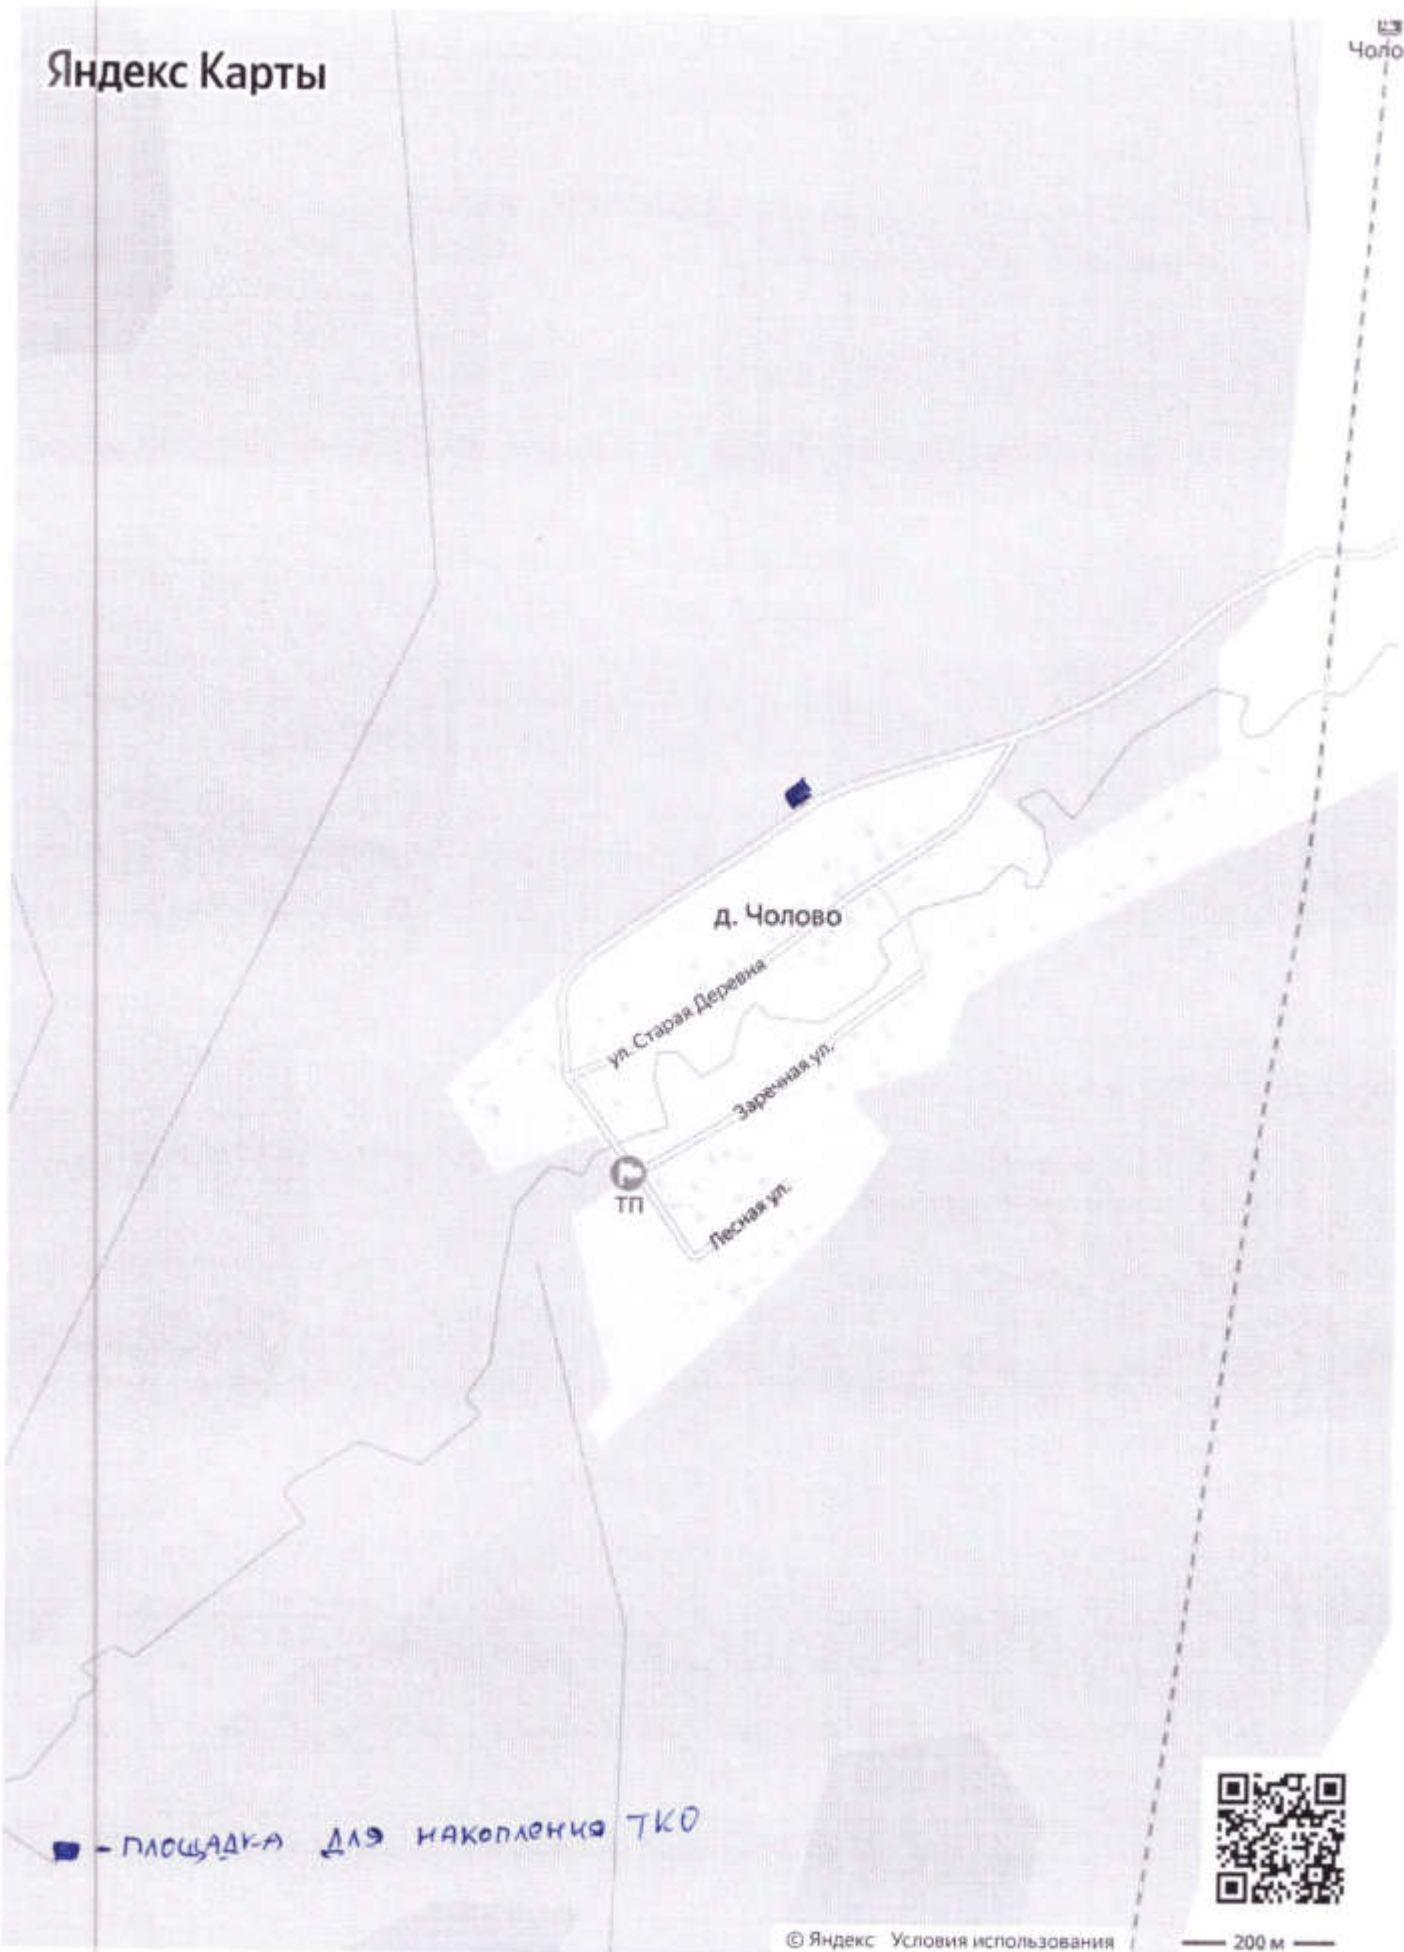 Яндекс Карты
Чоло
д. Чолово
ул. Старая Деревня
Заречная ул.
ТП
Лесная ул.
- площадка для накопления ТКО
© Яндекс Условия использования
200 м